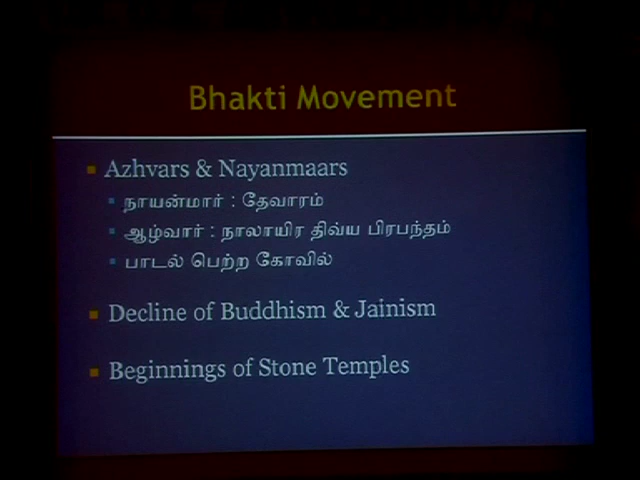 Bhakti Movement
Azhvars & Nayanmaars
நாயன்மார் : தேவாரம்
ஆழ்வார் : நாலாயிர திவ்ய பிரபந்தம்
பாடல் பெற்ற கோவில்
Decline of Buddhism & Jainism
Beginnings of Stone Temples